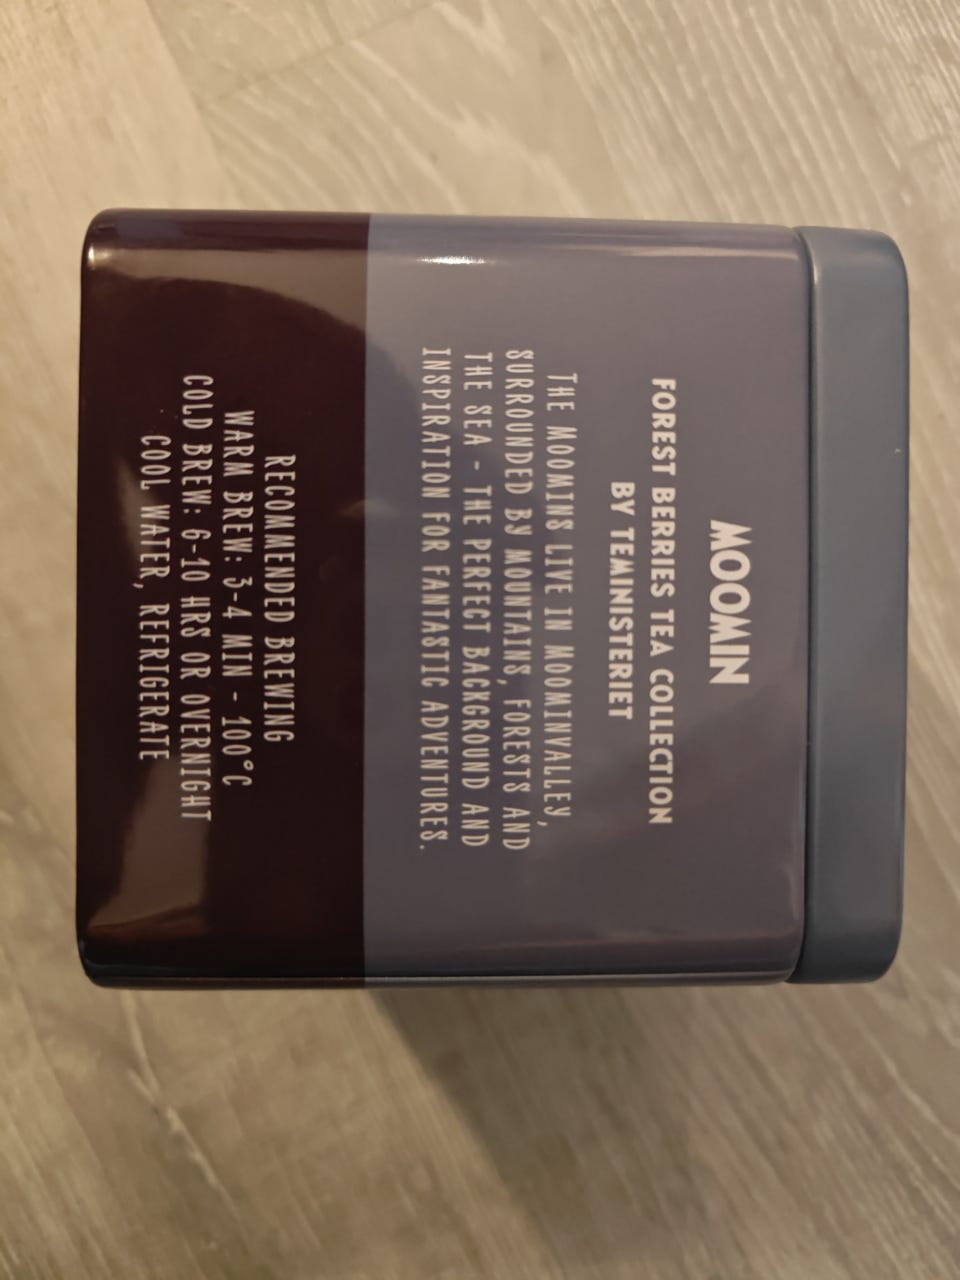 MOOMIN
FOREST BERRIES TEA COLLECTION
BY TEMINISTERIET
THE MOOMINS LIVE IN MOOMINVALLEY,
SURROUNDED BY MOUNTAINS, FORESTS AND
THE SEA - THE PERFECT BACKGROUND AND
INSPIRATION FOR FANTASTIC ADVENTURES.
RECOMMENDED BREWING
WARM BREW: 3-4 MIN - 100°C
COLD BREW: 6-10 HRS OR OVERNIGHT
COOL WATER, REFRIGERATE